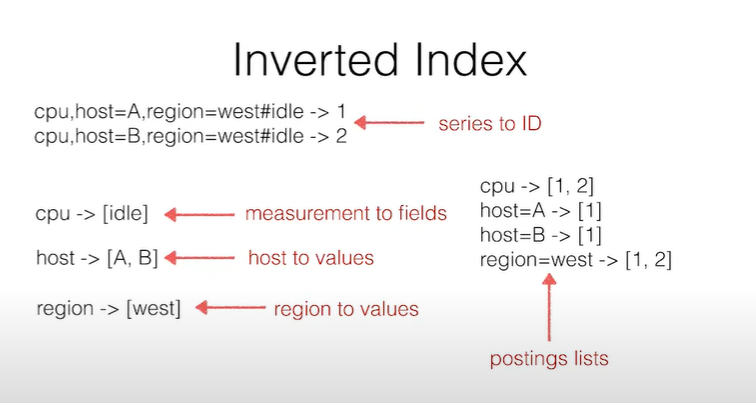 Inverted Index
cpu,host=A,region=west#idle -> 1
cpu,host=B,region=west#idle -> 2
series to ID
cpu -> [idle]
measurement to fields
host -> [A, B]
host to values
region -> [west]
region to values
cpu -> [1, 2]
host=A -> [1]
host=B -> [1]
region=west -> [1, 2]
postings lists